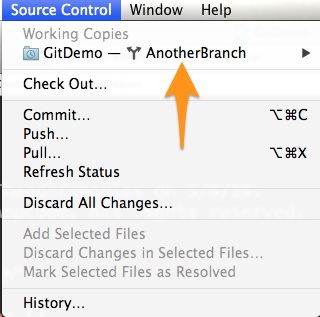 Source Control Window Help
Working Copies
GitDemo — AnotherBranch
Check Out...
Commit... ⌥⌘C
Push...
Pull... ⌥⌘X
Refresh Status
Discard All Changes...
Add Selected Files
Discard Changes in Selected Files...
Mark Selected Files as Resolved
History...